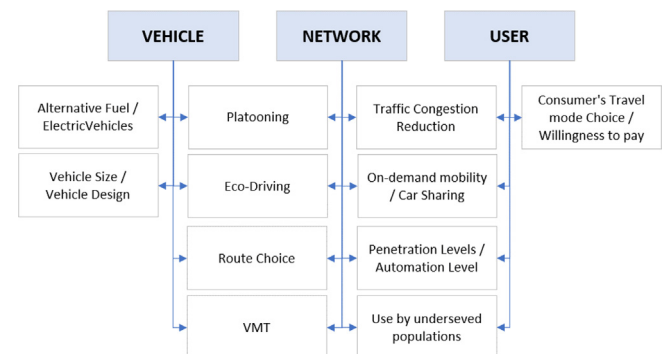 VEHICLE
NETWORK
USER
Alternative Fuel /
ElectricVehicles
Platooning
Traffic Congestion
Reduction
Consumer's Travel
mode Choice /
Willingness to pay
Vehicle Size /
Vehicle Design
Eco-Driving
On-demand mobility
/ Car Sharing
Route Choice
Penetration Levels /
Automation Level
VMT
Use by underseved
populations